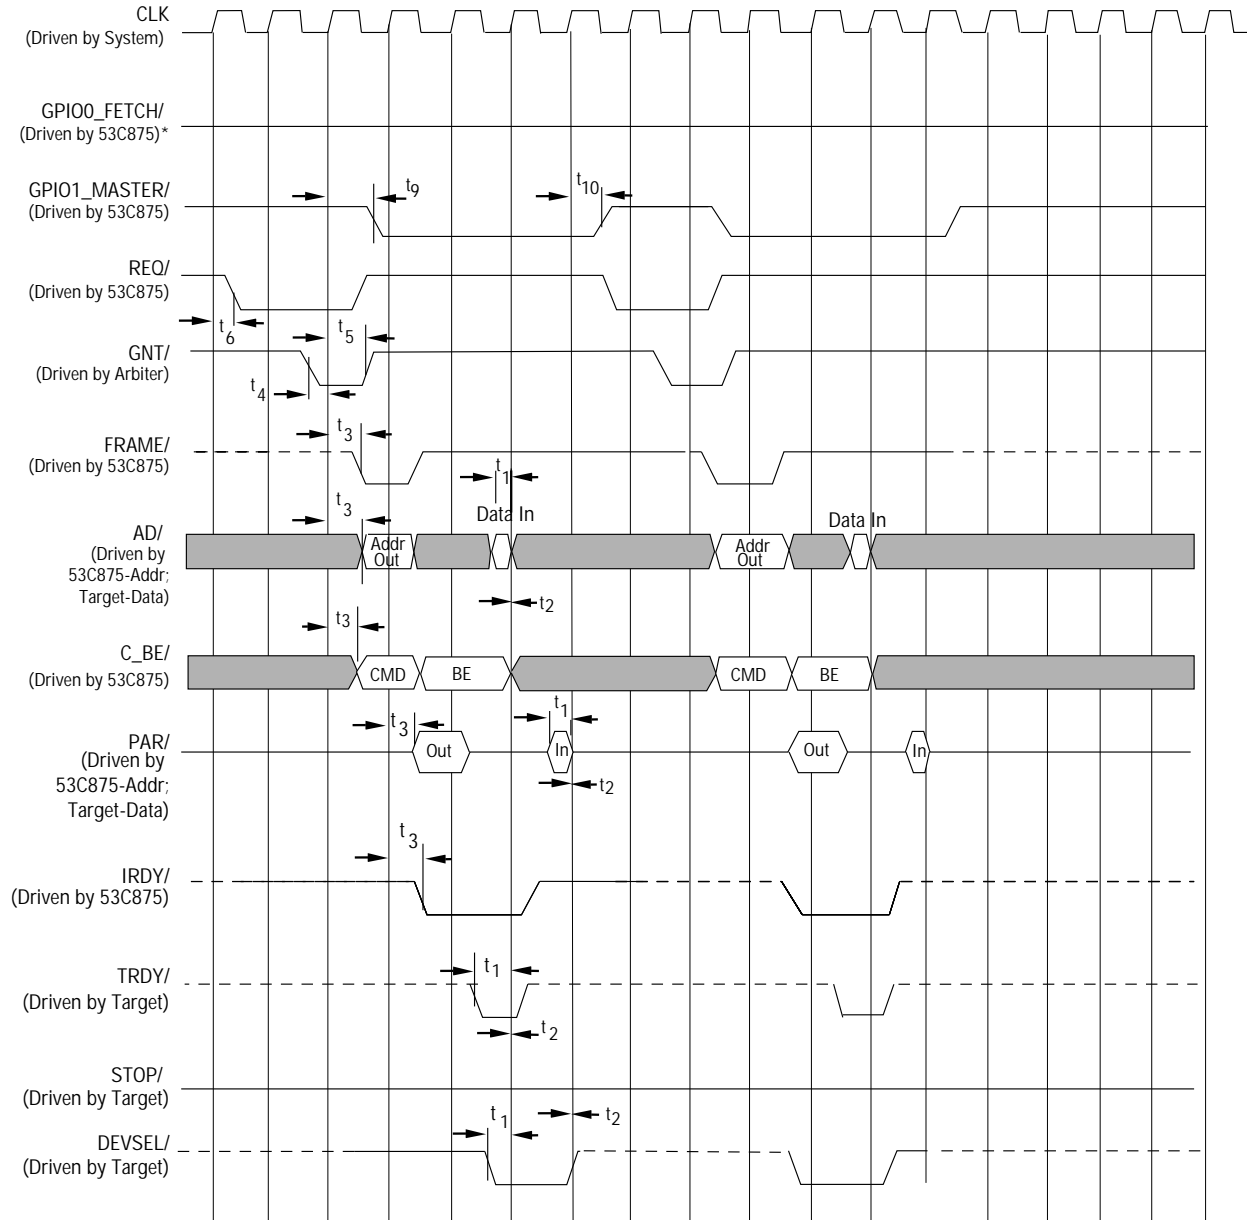 CLK
(Driven by System)
GPIO0_FETCH/
(Driven by 53C875)*
GPIO1_MASTER/
(Driven by 53C875)
t9
t10
REQ/
(Driven by 53C875)
t6
t5
GNT/
(Driven by Arbiter)
t4
t3
FRAME/
(Driven by 53C875)
t1
t3
Data In
Data In
AD/
(Driven by
53C875-Addr;
Target-Data)
Addr
Out
Addr
Out
t2
t3
C_BE/
(Driven by 53C875)
CMD
BE
CMD
BE
t3
t1
PAR/
(Driven by
53C875-Addr;
Target-Data)
Out
In
Out
In
t2
t3
IRDY/
(Driven by 53C875)
t1
TRDY/
(Driven by Target)
t2
STOP/
(Driven by Target)
t1
t2
DEVSEL/
(Driven by Target)